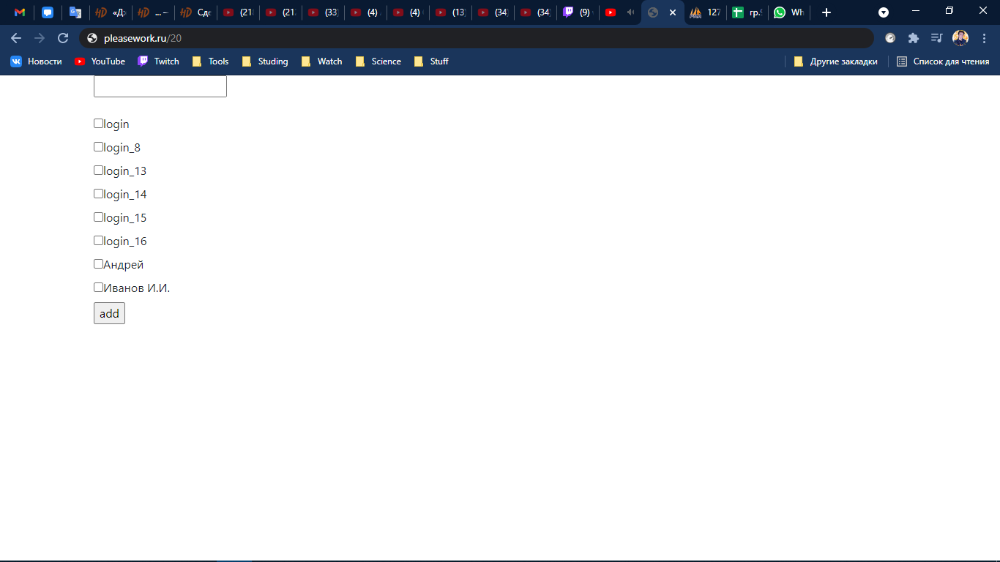 «Д ... – Сде (21 (21 (33) (4) (4) (13 (34 (34 (9) 127 гр. Wh
pleasework.ru/20
Новости YouTube Twitch Tools Studing Watch Science Stuff Другие закладки Список для чтения
login
login_8
login_13
login_14
login_15
login_16
Андрей
Иванов И.И.
add